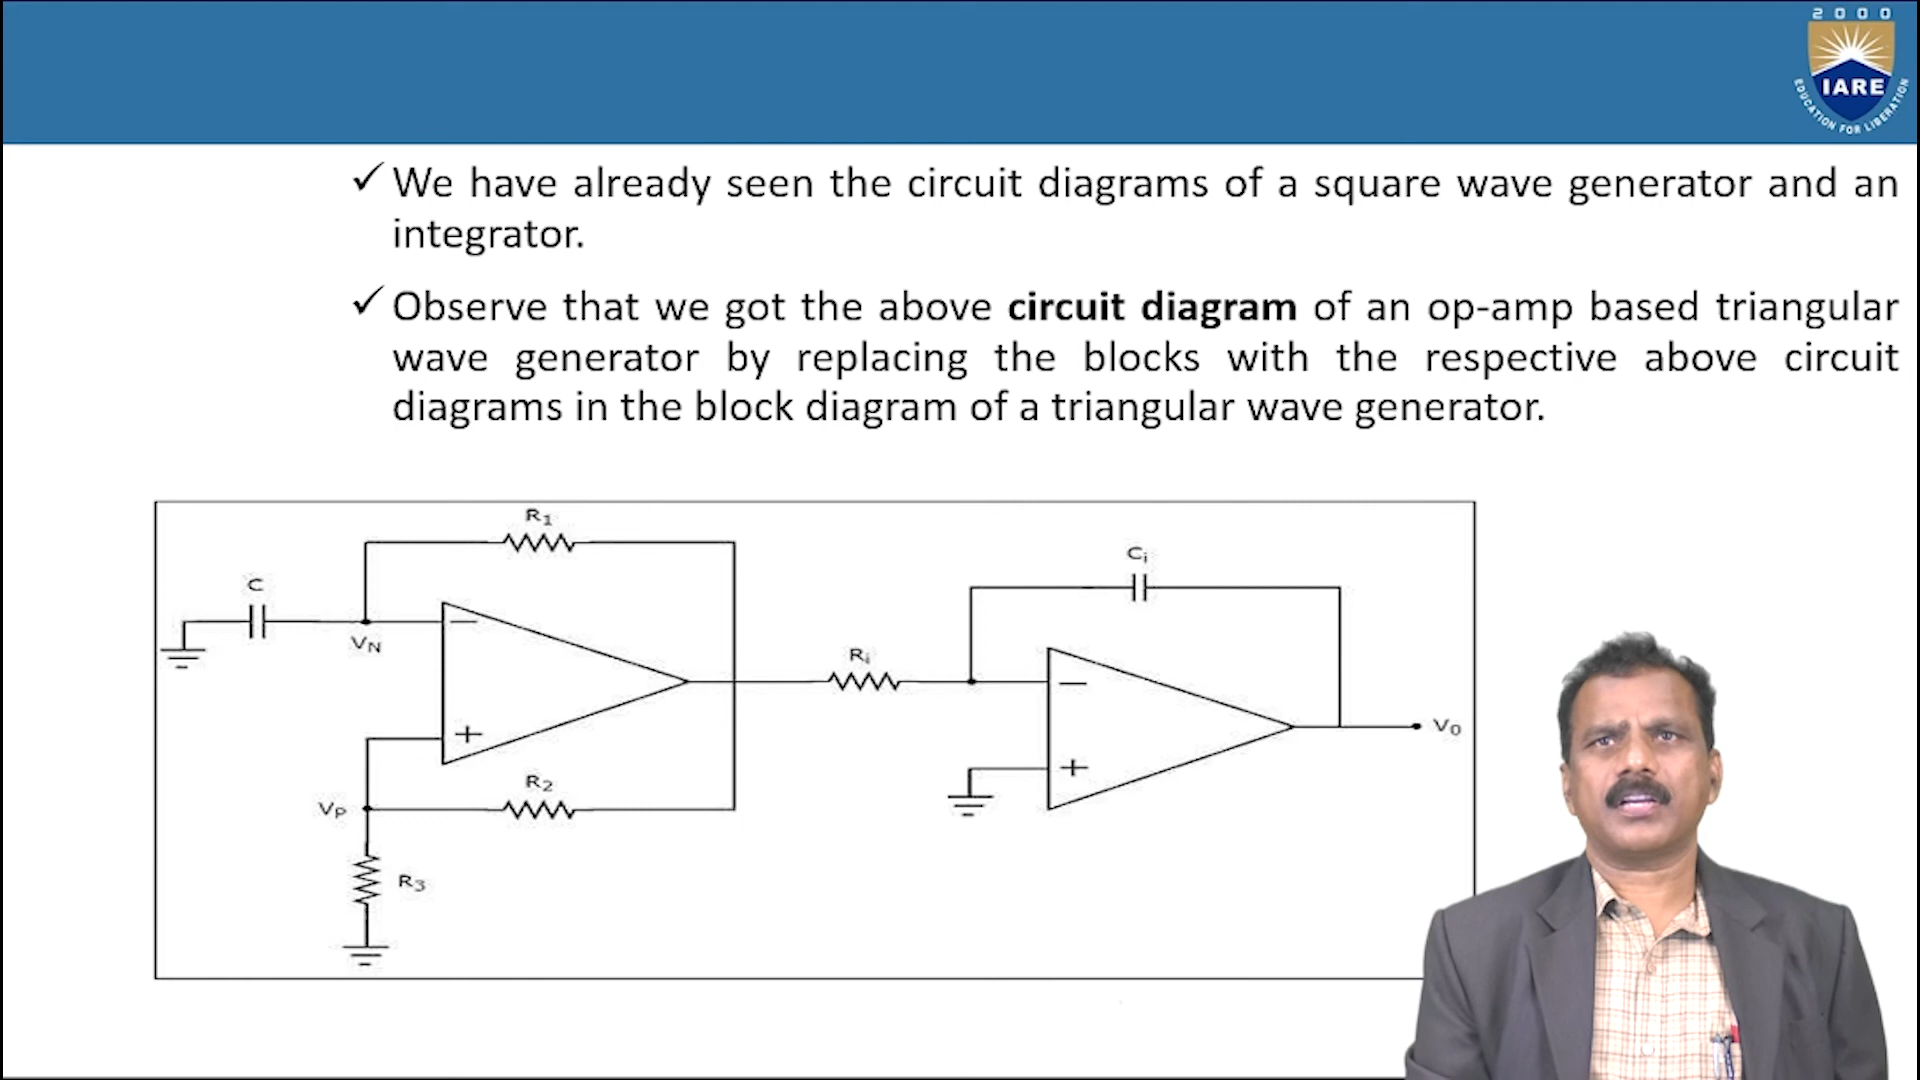 2000
IARE
EDUCATION FOR LIBERATION
✓ We have already seen the circuit diagrams of a square wave generator and an
integrator.
✓ Observe that we got the above circuit diagram of an op-amp based triangular
wave generator by replacing the blocks with the respective above circuit
diagrams in the block diagram of a triangular wave generator.
R1
Ci
C
VN
−
Ri
−
+
V0
+
R2
VP
R3